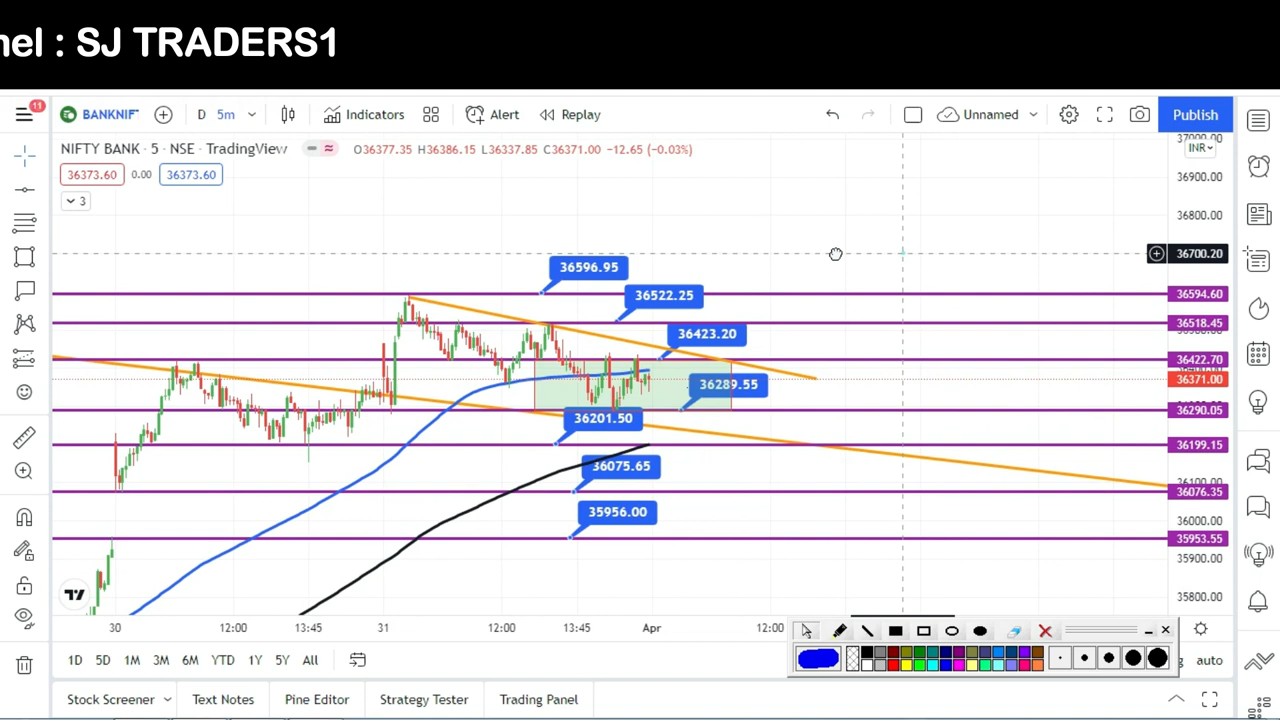 nel : SJ TRADERS1
11
BANKNIF
D 5m
Indicators
Alert
Replay
Unnamed
Publish
NIFTY BANK · 5 · NSE · TradingView
O36377.35 H36386.15 L36337.85 C36371.00 −12.65 (−0.03%)
INR
37000.00
36373.60 0.00 36373.60
3
36900.00
36800.00
36700.20
36596.95
36594.60
36522.25
36518.45
36423.20
36422.70
36371.00
36289.55
36290.05
36201.50
36199.15
36075.65
36100.00
36076.35
35956.00
36000.00
35953.55
35900.00
35800.00
30 12:00 13:45 31 12:00 13:45 Apr 12:00
1D 5D 1M 3M 6M YTD 1Y 5Y All
auto
Stock Screener Text Notes Pine Editor Strategy Tester Trading Panel